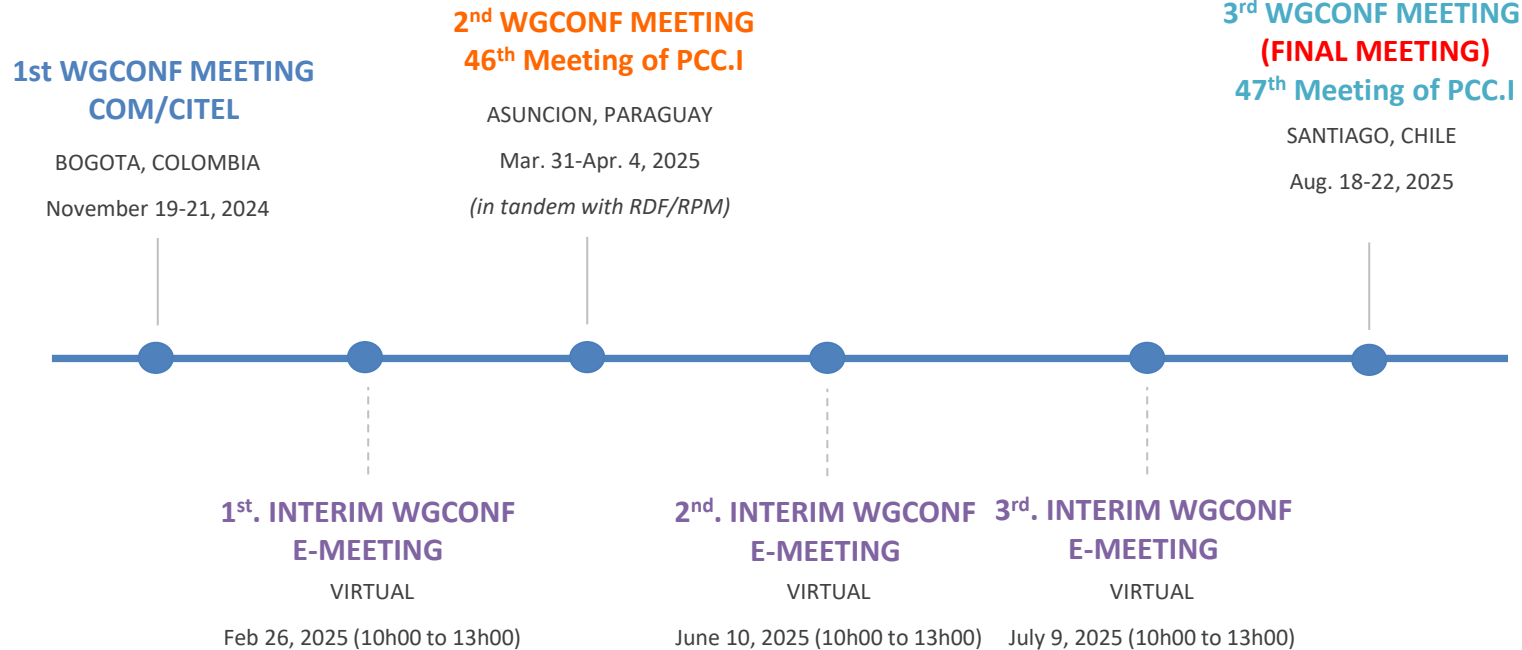 1st WGCONF MEETING
COM/CITEL
BOGOTA, COLOMBIA
November 19-21, 2024
2nd WGCONF MEETING
46th Meeting of PCC.I
ASUNCION, PARAGUAY
Mar. 31-Apr. 4, 2025
(in tandem with RDF/RPM)
3rd WGCONF MEETING
(FINAL MEETING)
47th Meeting of PCC.I
SANTIAGO, CHILE
Aug. 18-22, 2025
1st. INTERIM WGCONF
E-MEETING
VIRTUAL
Feb 26, 2025 (10h00 to 13h00)
2nd. INTERIM WGCONF
E-MEETING
VIRTUAL
June 10, 2025 (10h00 to 13h00)
3rd. INTERIM WGCONF
E-MEETING
VIRTUAL
July 9, 2025 (10h00 to 13h00)